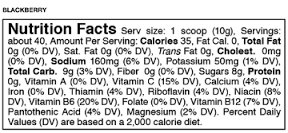 BLACKBERRY
Nutrition Facts Serv size: 1 scoop (10g), Servings:
about 40, Amount Per Serving: Calories 35, Fat Cal. 0, Total Fat
0g (0% DV), Sat. Fat 0g (0% DV), Trans Fat 0g, Cholest. 0mg
(0% DV), Sodium 160mg (6% DV), Potassium 50mg (1% DV),
Total Carb. 9g (3% DV), Fiber 0g (0% DV), Sugars 8g, Protein
0g, Vitamin A (0% DV), Vitamin C (15% DV), Calcium (4% DV),
Iron (0% DV), Thiamin (4% DV), Riboflavin (4% DV), Niacin (8%
DV), Vitamin B6 (20% DV), Folate (0% DV), Vitamin B12 (7% DV),
Pantothenic Acid (4% DV), Magnesium (2% DV). Percent Daily
Values (DV) are based on a 2,000 calorie diet.